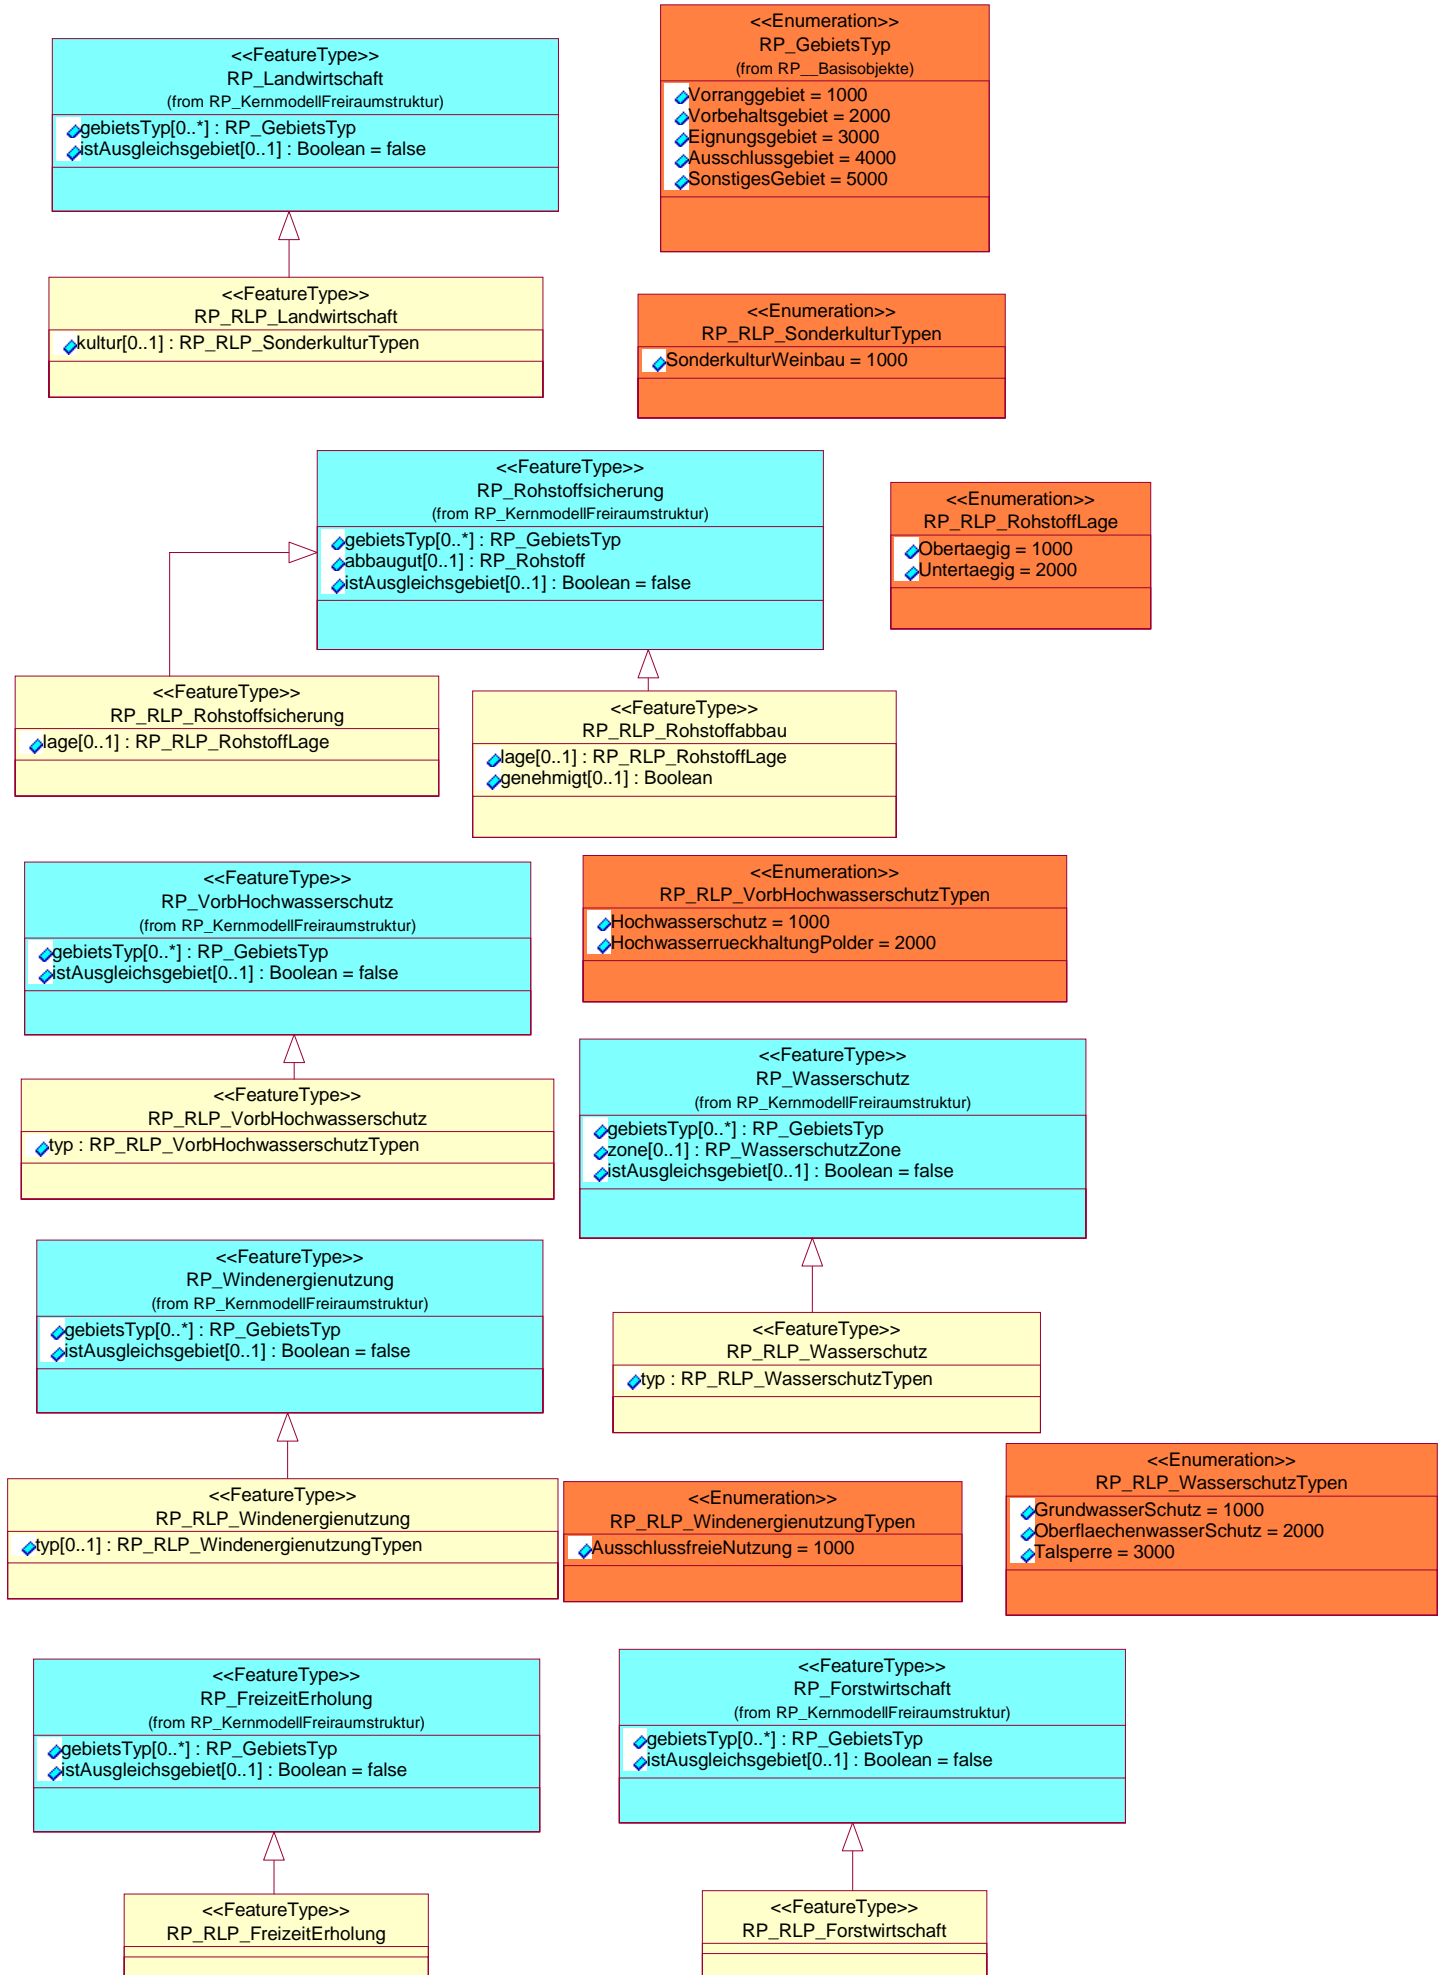 <<FeatureType>>
RP_Landwirtschaft
(from RP_KernmodellFreiraumstruktur)
gebietsTyp[0..*] : RP_GebietsTyp
istAusgleichsgebiet[0..1] : Boolean = false
<<Enumeration>>
RP_GebietsTyp
(from RP__Basisobjekte)
Vorranggebiet = 1000
Vorbehaltsgebiet = 2000
Eignungsgebiet = 3000
Ausschlussgebiet = 4000
SonstigesGebiet = 5000
<<FeatureType>>
RP_RLP_Landwirtschaft
kultur[0..1] : RP_RLP_SonderkulturTypen
<<Enumeration>>
RP_RLP_SonderkulturTypen
SonderkulturWeinbau = 1000
<<FeatureType>>
RP_Rohstoffsicherung
(from RP_KernmodellFreiraumstruktur)
gebietsTyp[0..*] : RP_GebietsTyp
abbaugut[0..1] : RP_Rohstoff
istAusgleichsgebiet[0..1] : Boolean = false
<<Enumeration>>
RP_RLP_RohstoffLage
Obertaegig = 1000
Untertaegig = 2000
<<FeatureType>>
RP_RLP_Rohstoffsicherung
lage[0..1] : RP_RLP_RohstoffLage
<<FeatureType>>
RP_RLP_Rohstoffabbau
lage[0..1] : RP_RLP_RohstoffLage
genehmigt[0..1] : Boolean
<<FeatureType>>
RP_VorbHochwasserschutz
(from RP_KernmodellFreiraumstruktur)
gebietsTyp[0..*] : RP_GebietsTyp
istAusgleichsgebiet[0..1] : Boolean = false
<<Enumeration>>
RP_RLP_VorbHochwasserschutzTypen
Hochwasserschutz = 1000
HochwasserrueckhaltungPolder = 2000
<<FeatureType>>
RP_RLP_VorbHochwasserschutz
typ : RP_RLP_VorbHochwasserschutzTypen
<<FeatureType>>
RP_Wasserschutz
(from RP_KernmodellFreiraumstruktur)
gebietsTyp[0..*] : RP_GebietsTyp
zone[0..1] : RP_WasserschutzZone
istAusgleichsgebiet[0..1] : Boolean = false
<<FeatureType>>
RP_Windenergienutzung
(from RP_KernmodellFreiraumstruktur)
gebietsTyp[0..*] : RP_GebietsTyp
istAusgleichsgebiet[0..1] : Boolean = false
<<FeatureType>>
RP_RLP_Wasserschutz
typ : RP_RLP_WasserschutzTypen
<<FeatureType>>
RP_RLP_Windenergienutzung
typ[0..1] : RP_RLP_WindenergienutzungTypen
<<Enumeration>>
RP_RLP_WindenergienutzungTypen
AusschlussfreieNutzung = 1000
<<Enumeration>>
RP_RLP_WasserschutzTypen
GrundwasserSchutz = 1000
OberflaechenwasserSchutz = 2000
Talsperre = 3000
<<FeatureType>>
RP_FreizeitErholung
(from RP_KernmodellFreiraumstruktur)
gebietsTyp[0..*] : RP_GebietsTyp
istAusgleichsgebiet[0..1] : Boolean = false
<<FeatureType>>
RP_Forstwirtschaft
(from RP_KernmodellFreiraumstruktur)
gebietsTyp[0..*] : RP_GebietsTyp
istAusgleichsgebiet[0..1] : Boolean = false
<<FeatureType>>
RP_RLP_FreizeitErholung
<<FeatureType>>
RP_RLP_Forstwirtschaft